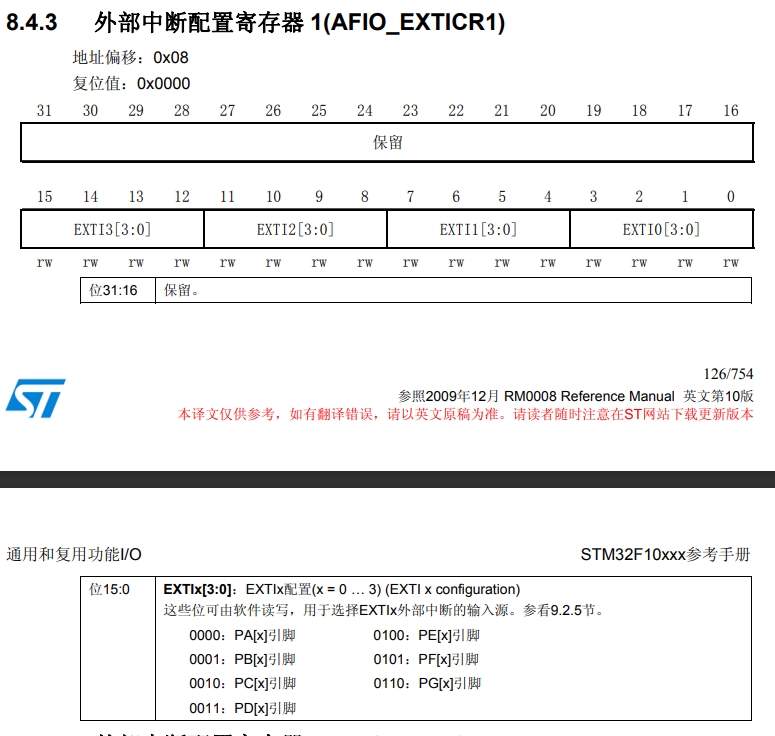 8.4.3 外部中断配置寄存器 1(AFIO_EXTICR1)
地址偏移：0x08
复位值：0x0000
31 30 29 28 27 26 25 24 23 22 21 20 19 18 17 16
保留
15 14 13 12 11 10 9 8 7 6 5 4 3 2 1 0
EXTI3[3:0] EXTI2[3:0] EXTI1[3:0] EXTI0[3:0]
rw rw rw rw rw rw rw rw rw rw rw rw rw rw rw rw
位31:16 保留。
126/754
ST
参照2009年12月 RM0008 Reference Manual 英文第10版
本译文仅供参考，如有翻译错误，请以英文原稿为准。请读者随时注意在ST网站下载更新版本
通用和复用功能I/O STM32F10xxx参考手册
位15:0 EXTIx[3:0]：EXTIx配置(x = 0 … 3) (EXTI x configuration)
这些位可由软件读写，用于选择EXTIx外部中断的输入源。参看9.2.5节。
0000：PA[x]引脚 0100：PE[x]引脚
0001：PB[x]引脚 0101：PF[x]引脚
0010：PC[x]引脚 0110：PG[x]引脚
0011：PD[x]引脚